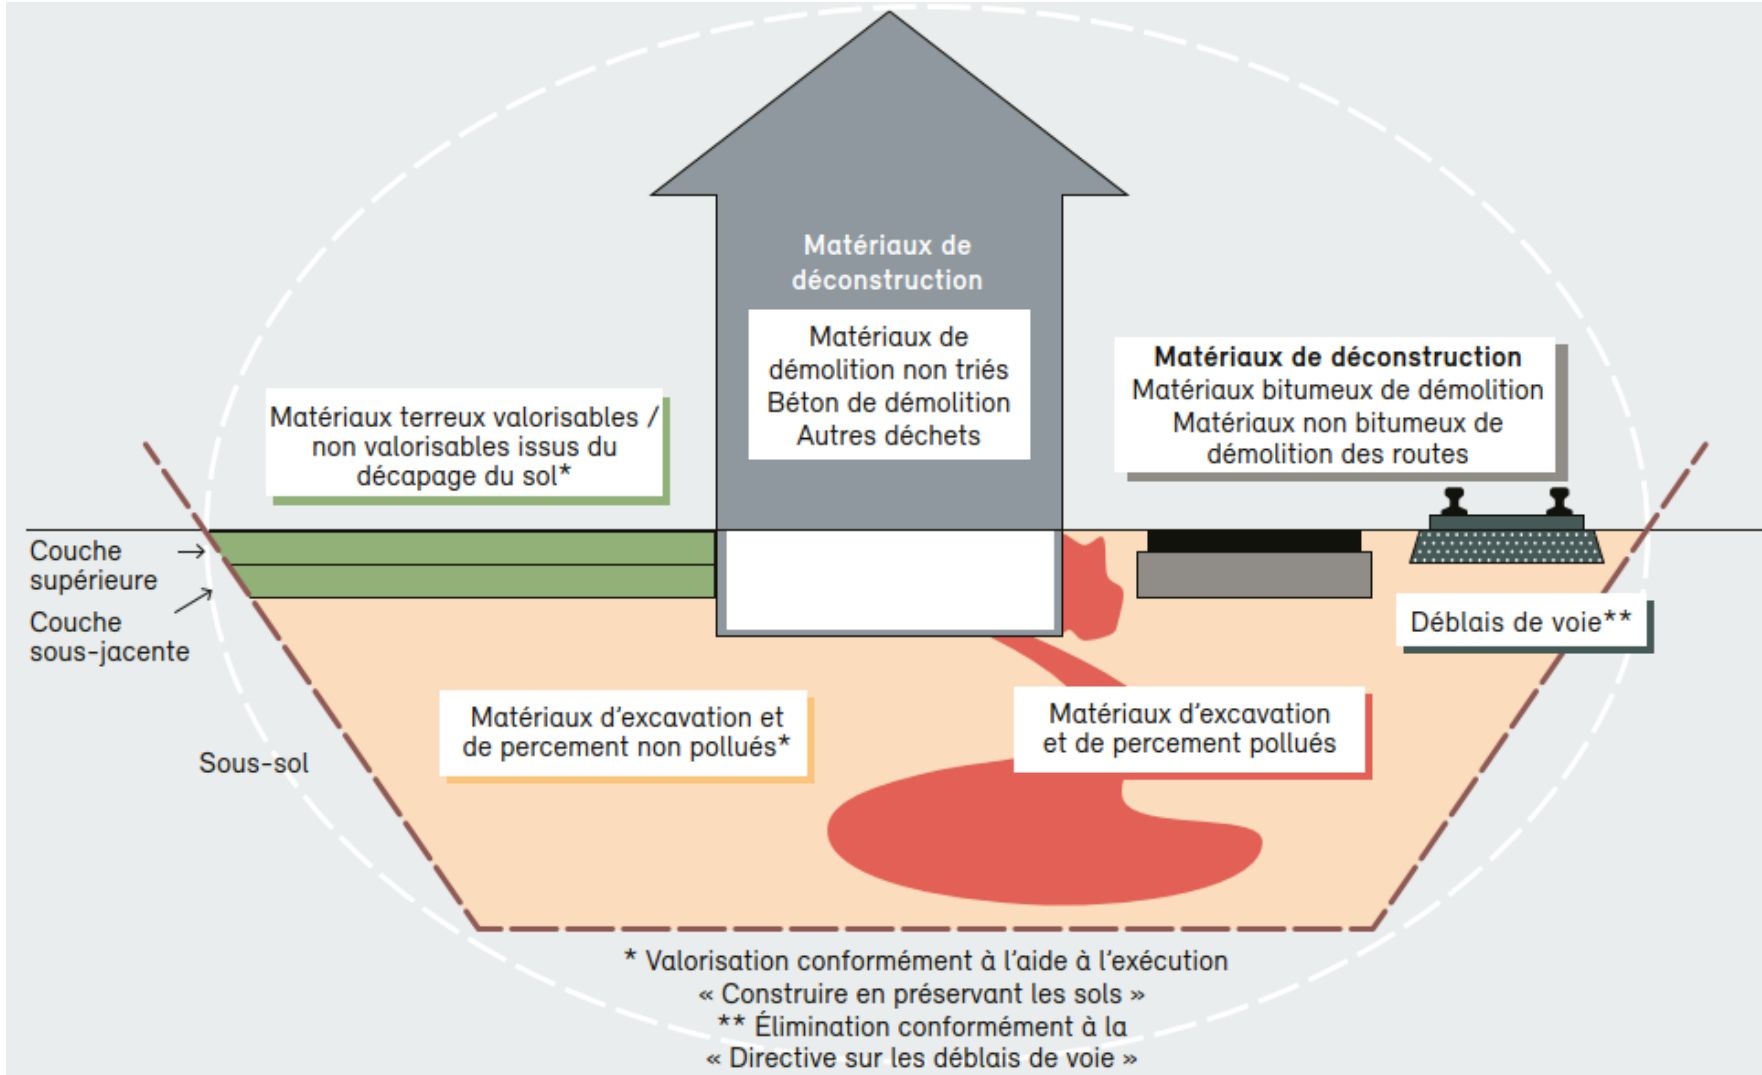 Matériaux de
déconstruction
Matériaux de
démolition non triés
Béton de démolition
Autres déchets
Matériaux de déconstruction
Matériaux bitumeux de démolition
Matériaux non bitumeux de
démolition des routes
Matériaux terreux valorisables /
non valorisables issus du
décapage du sol*
Couche
supérieure
Couche
sous-jacente
Déblais de voie**
Matériaux d'excavation et
de percement non pollués*
Matériaux d'excavation
et de percement pollués
Sous-sol
* Valorisation conformément à l'aide à l'exécution
« Construire en préservant les sols »
** Élimination conformément à la
« Directive sur les déblais de voie »